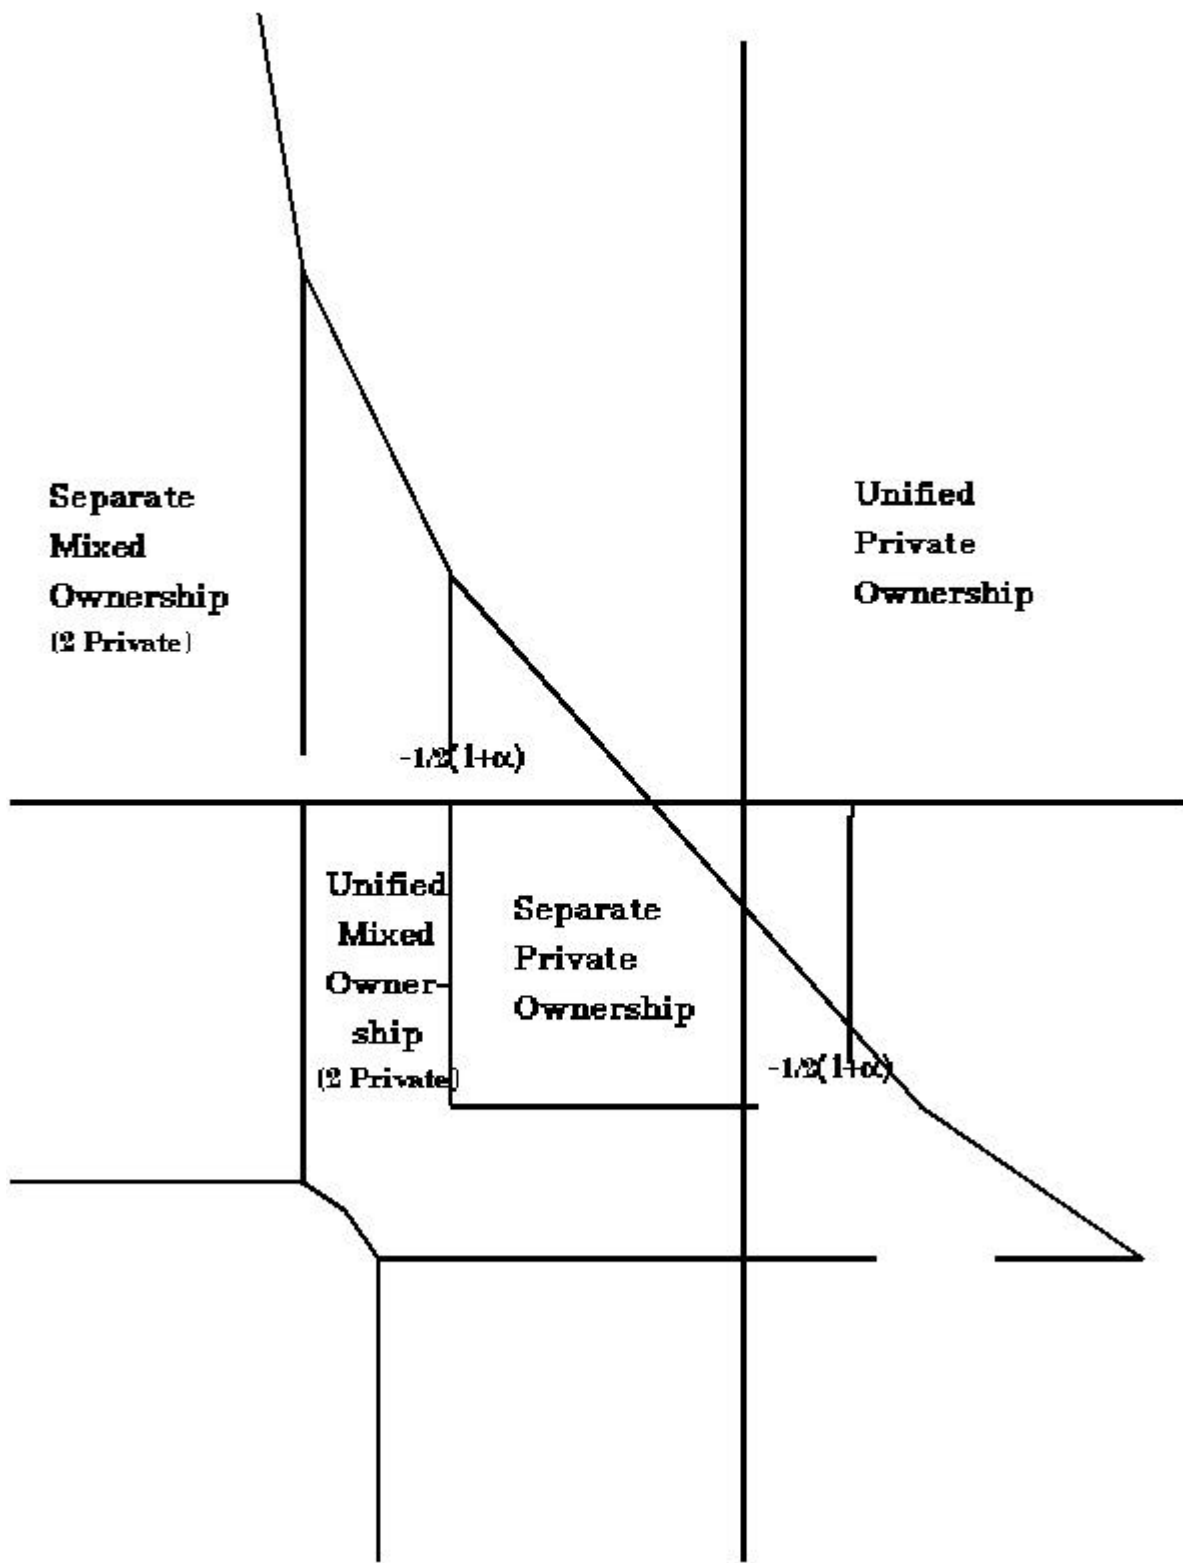 Separate
Mixed
Ownership
(2 Private)
Unified
Private
Ownership
-1/2(1+α)
Unified
Mixed
Owner-
ship
(2 Private)
Separate
Private
Ownership
-1/2(1+α)